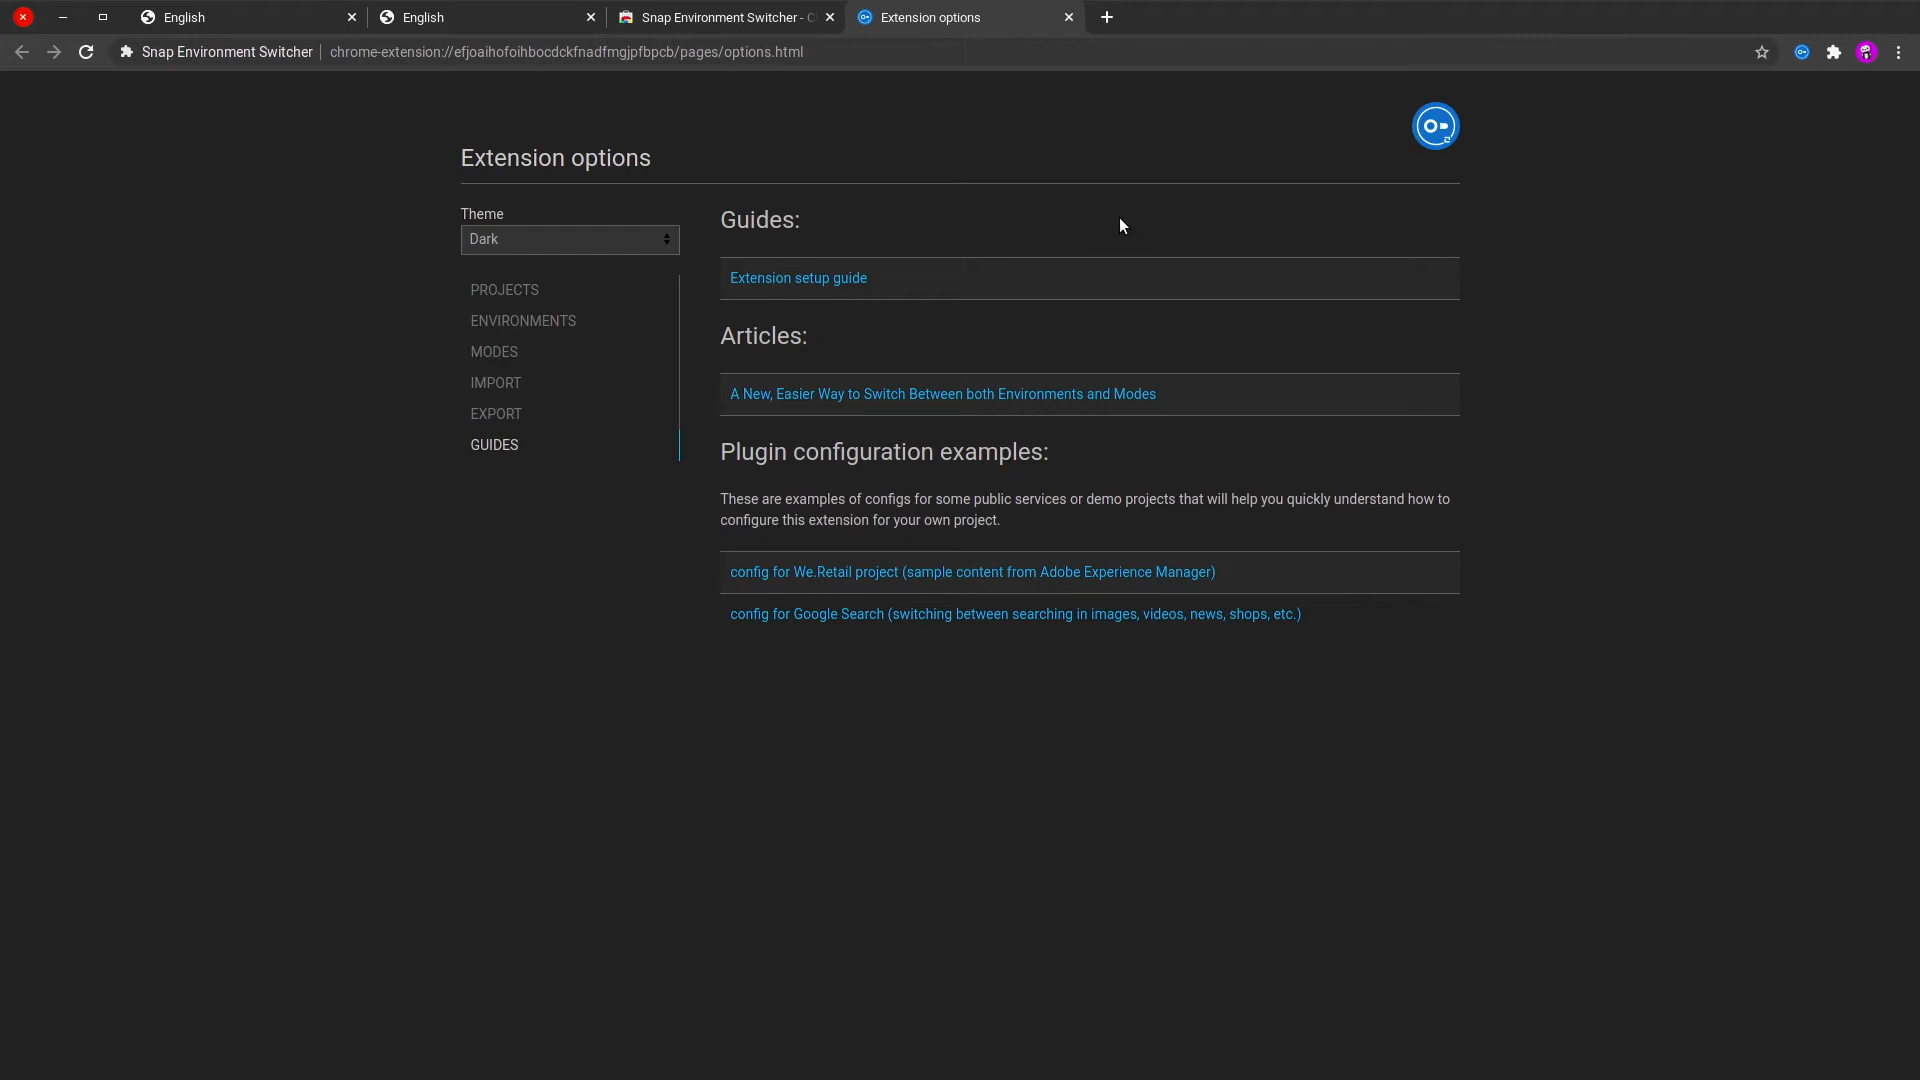 English
English
Snap Environment Switcher - C
Extension options
Snap Environment Switcher
chrome-extension://efjoaihofoihbocdckfnadfmgjpfbpcb/pages/options.html
Extension options
Theme
Dark
PROJECTS
ENVIRONMENTS
MODES
IMPORT
EXPORT
GUIDES
Guides:
Extension setup guide
Articles:
A New, Easier Way to Switch Between both Environments and Modes
Plugin configuration examples:
These are examples of configs for some public services or demo projects that will help you quickly understand how to
configure this extension for your own project.
config for We.Retail project (sample content from Adobe Experience Manager)
config for Google Search (switching between searching in images, videos, news, shops, etc.)